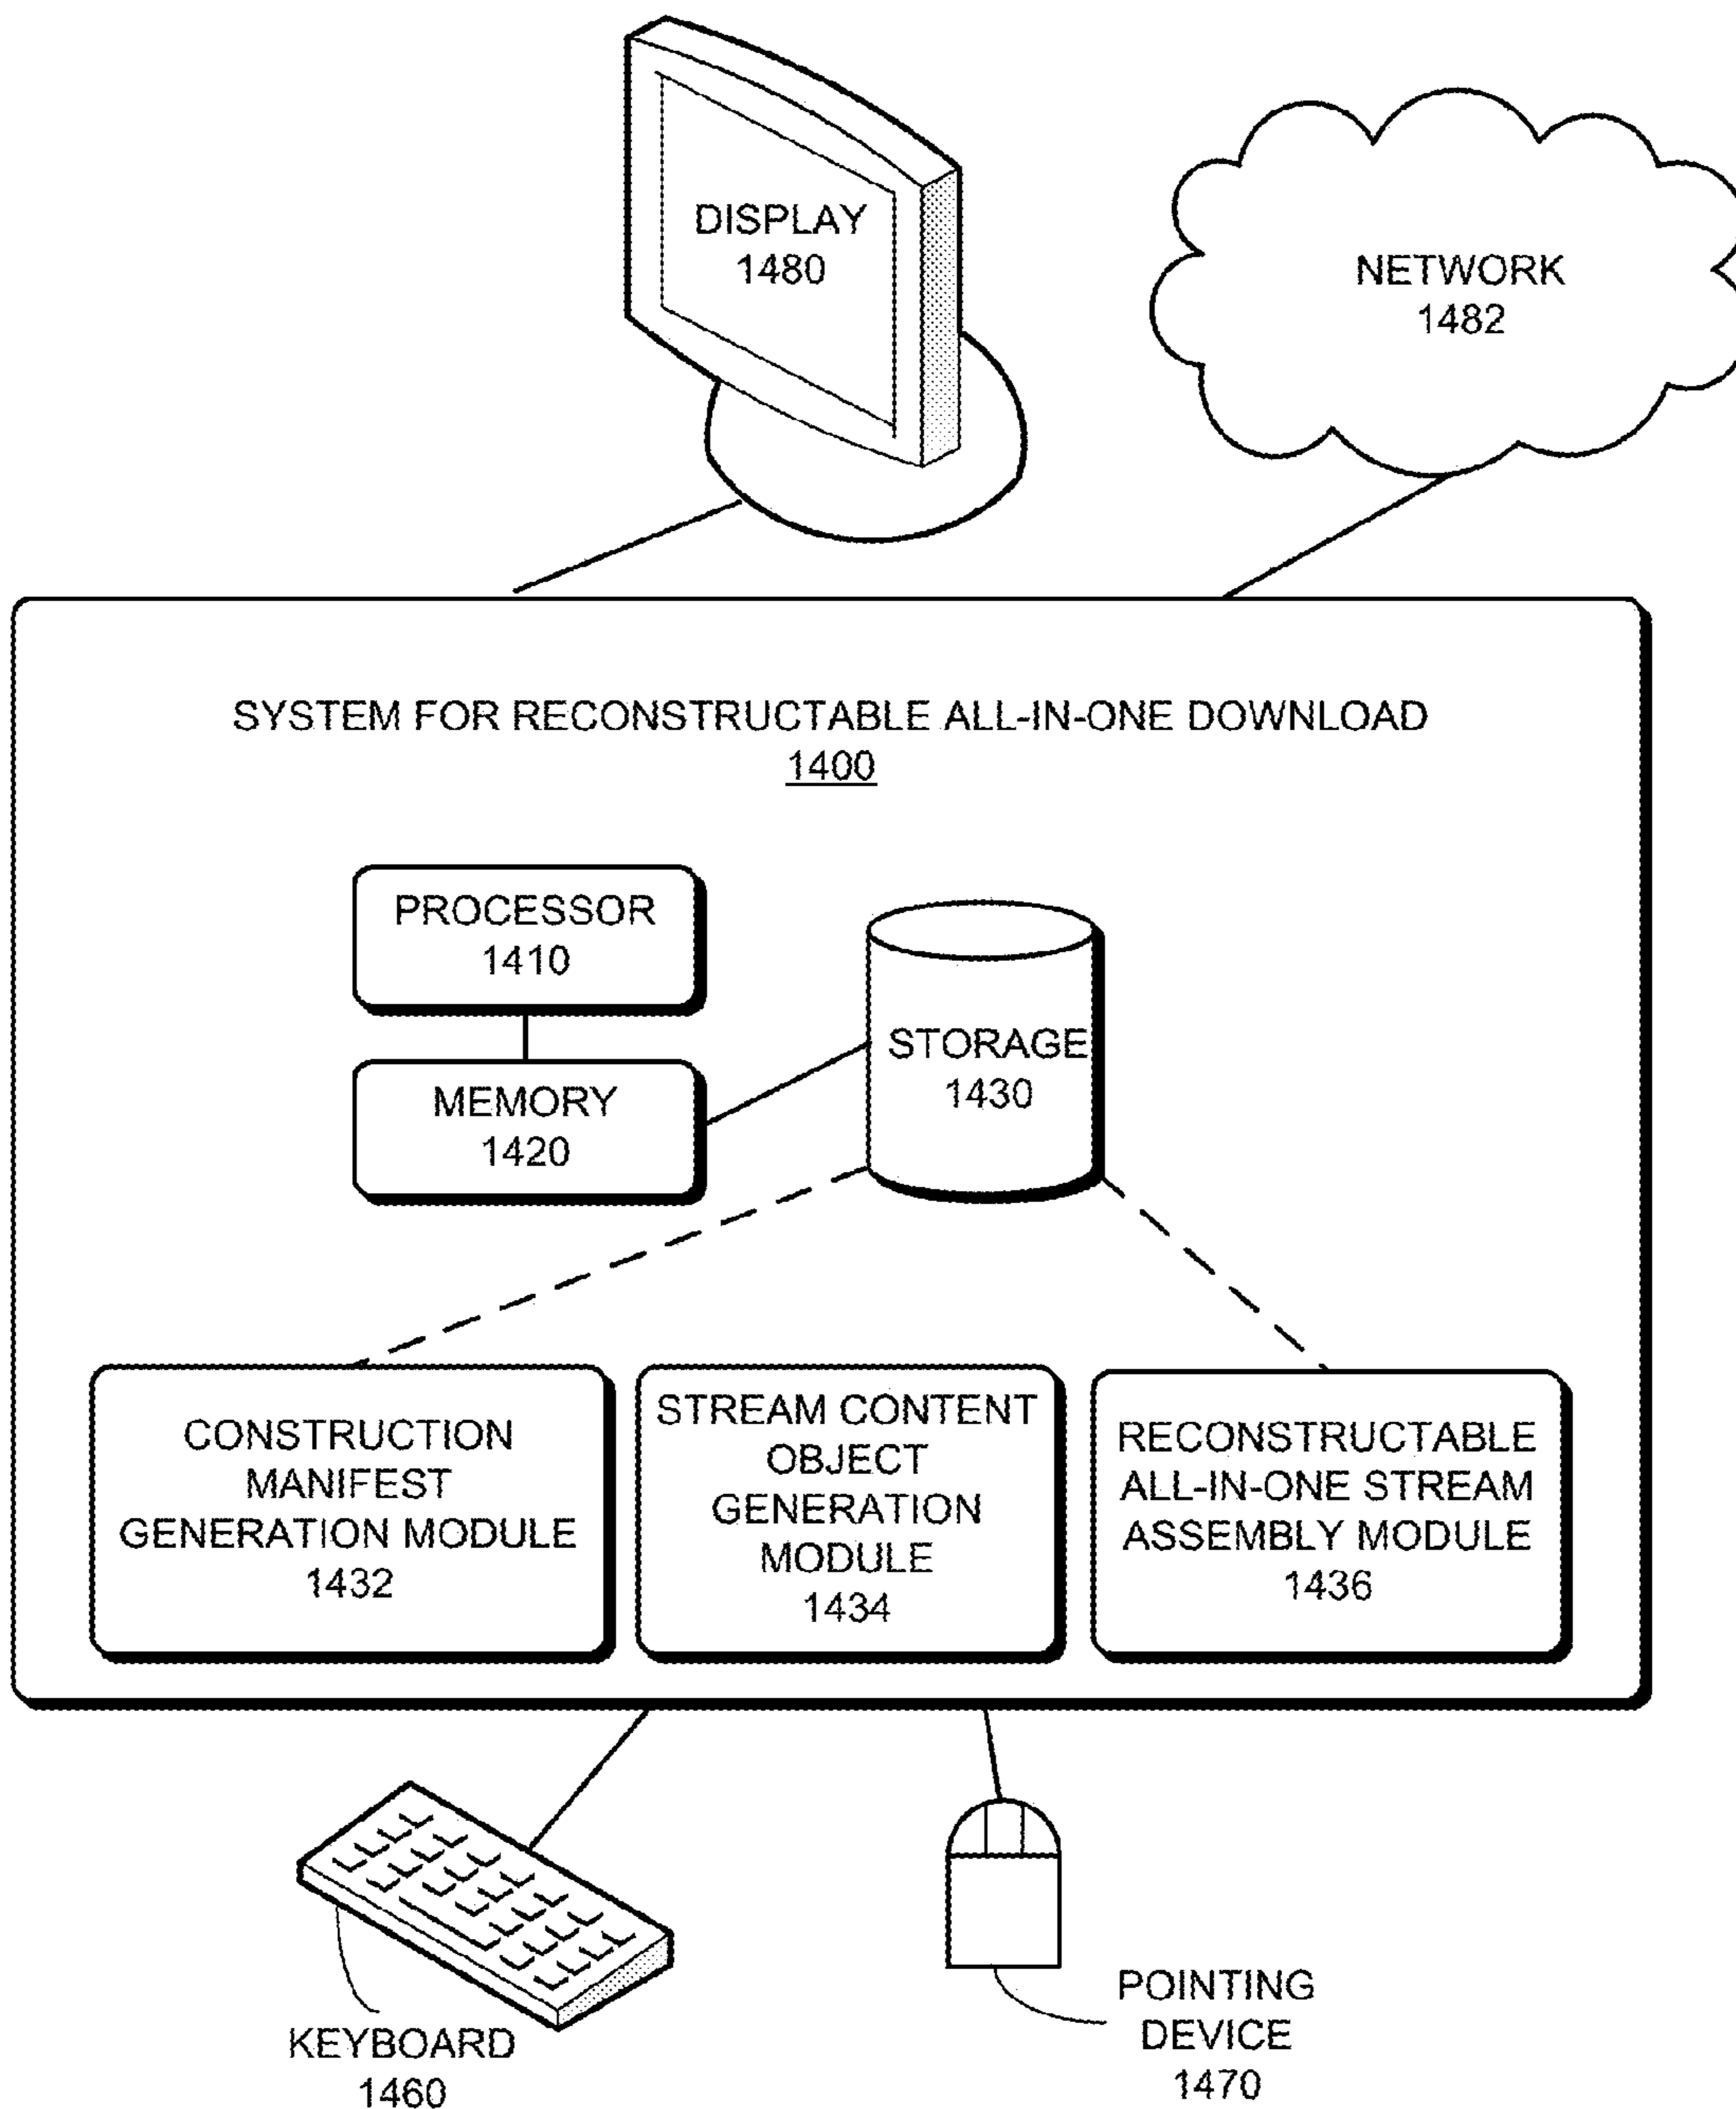 DISPLAY
1480
NETWORK
1482
SYSTEM FOR RECONSTRUCTABLE ALL-IN-ONE DOWNLOAD
1400
PROCESSOR
1410
MEMORY
1420
STORAGE
1430
CONSTRUCTION
MANIFEST
GENERATION MODULE
1432
STREAM CONTENT
OBJECT
GENERATION
MODULE
1434
RECONSTRUCTABLE
ALL-IN-ONE STREAM
ASSEMBLY MODULE
1436
KEYBOARD
1460
POINTING
DEVICE
1470